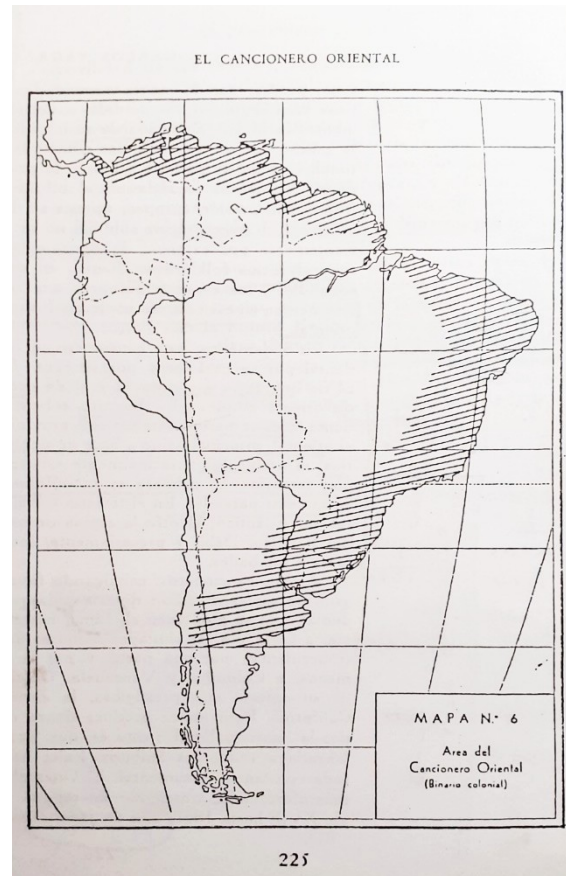 EL CANCIONERO ORIENTAL
MAPA N.º 6
Area del
Cancionero Oriental
(Binario colonial)
225